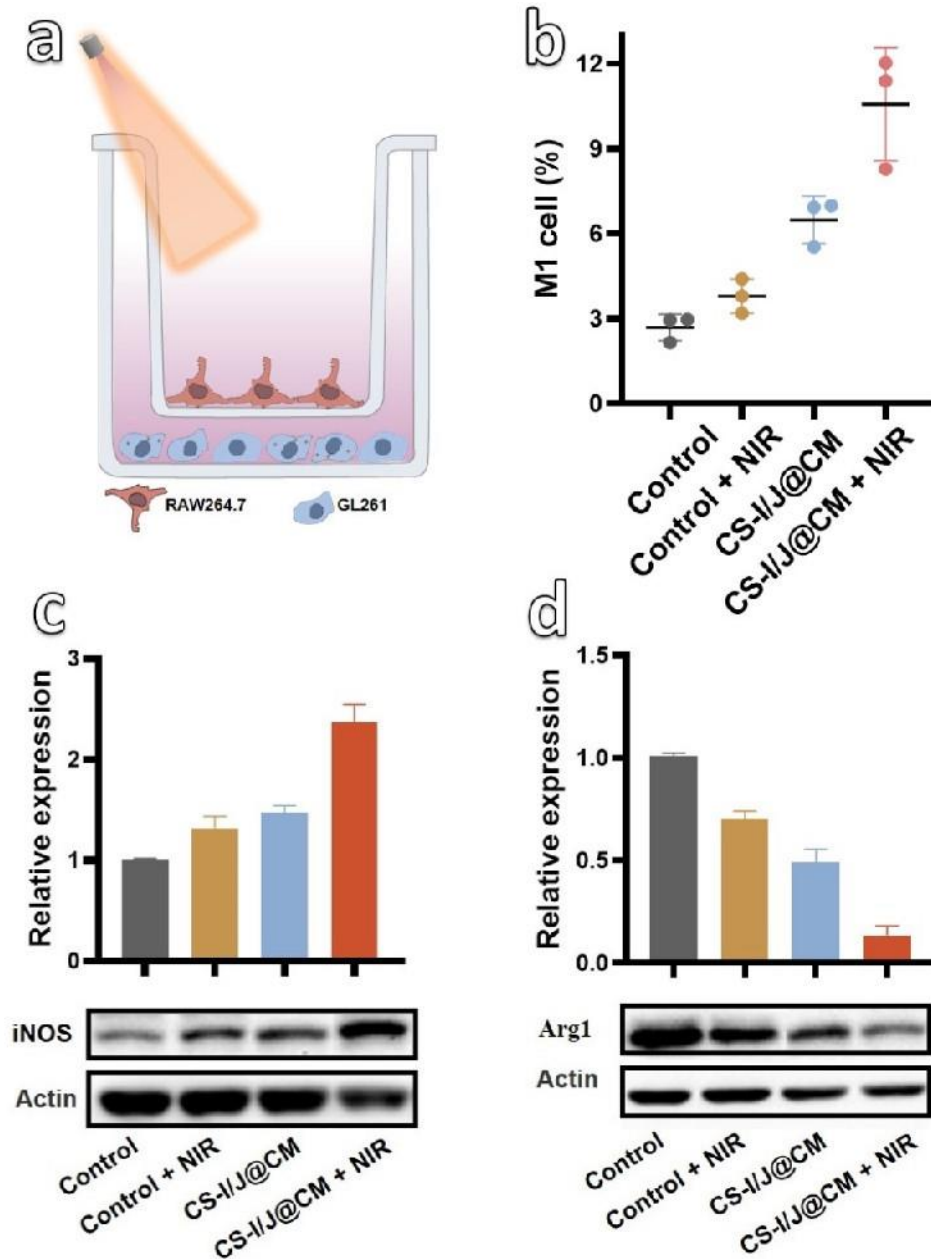 a
RAW264.7
GL261
b
M1 cell (%)
12
9
6
3
0
Control
Control + NIR
CS-I/J@CM
CS-I/J@CM + NIR
c
Relative expression
3
2
1
0
iNOS
Actin
Control
Control + NIR
CS-I/J@CM
CS-I/J@CM + NIR
d
Relative expression
1.5
1.0
0.5
0.0
Arg1
Actin
Control
Control + NIR
CS-I/J@CM
CS-I/J@CM + NIR